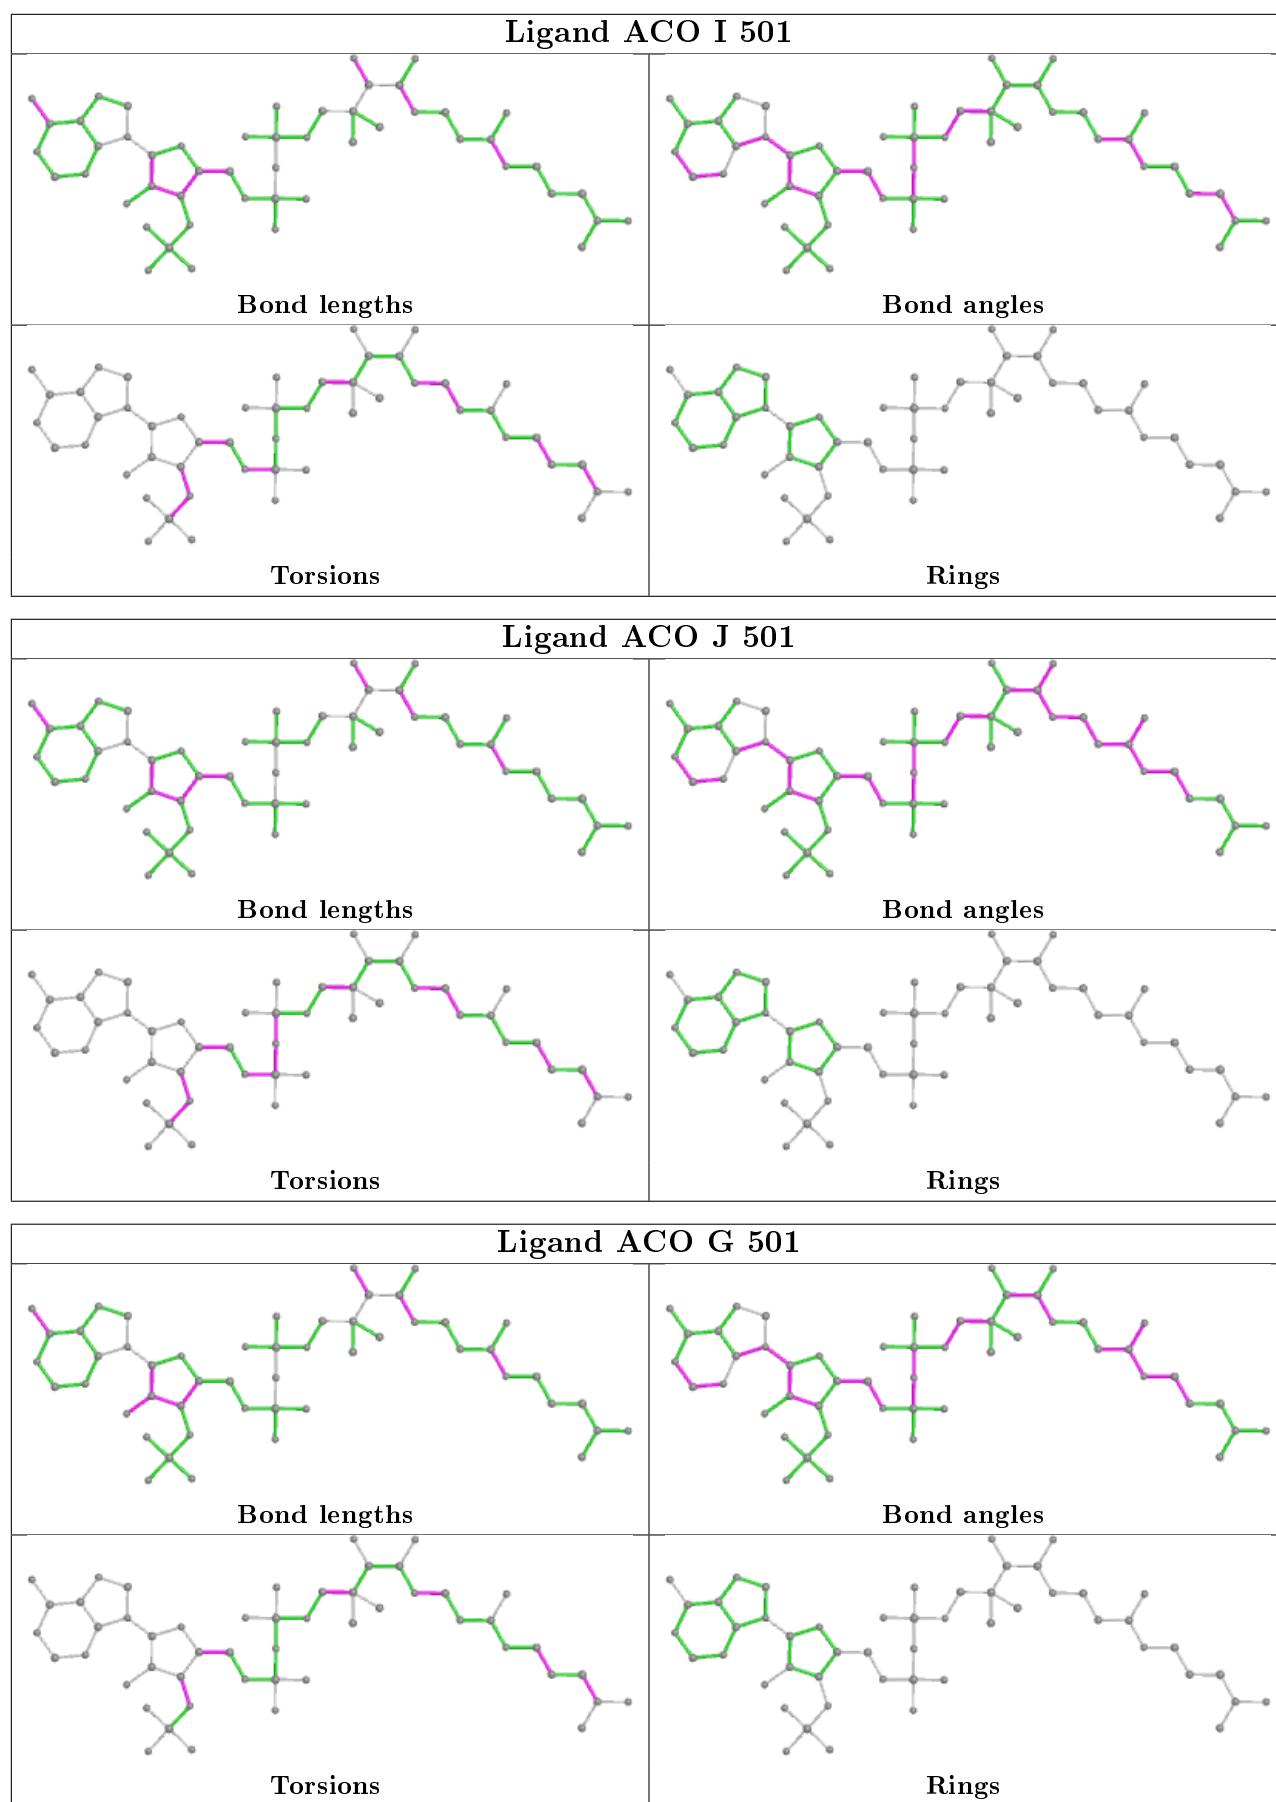 Ligand ACO I 501
Bond lengths
Bond angles
Torsions
Rings
Ligand ACO J 501
Bond lengths
Bond angles
Torsions
Rings
Ligand ACO G 501
Bond lengths
Bond angles
Torsions
Rings